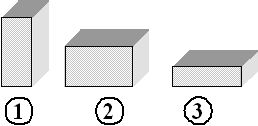 ① ② ③